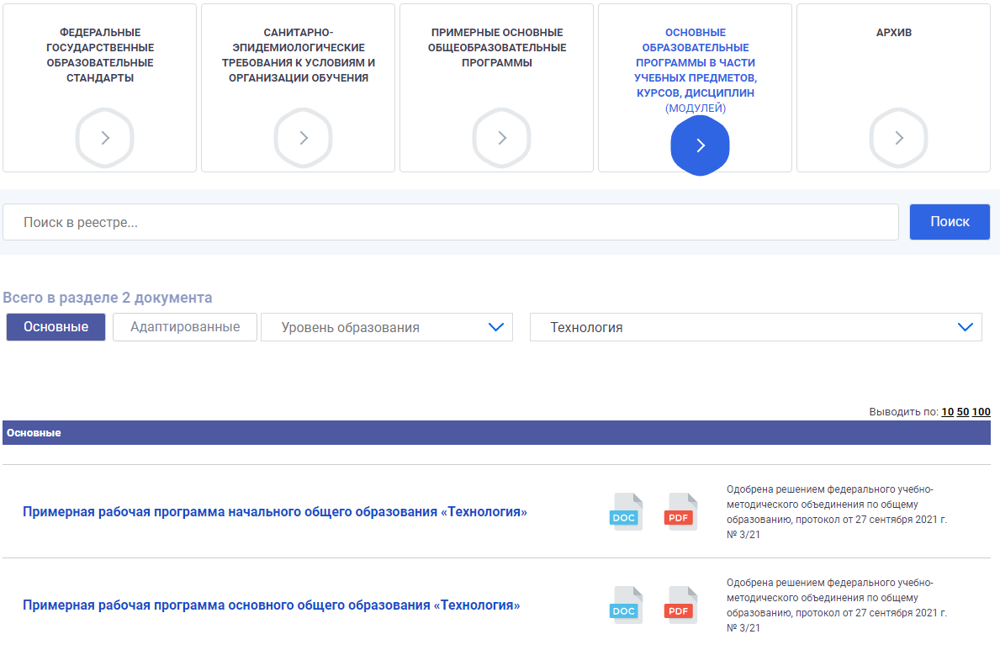 ФЕДЕРАЛЬНЫЕ
ГОСУДАРСТВЕННЫЕ
ОБРАЗОВАТЕЛЬНЫЕ
СТАНДАРТЫ
САНИТАРНО-
ЭПИДЕМИОЛОГИЧЕСКИЕ
ТРЕБОВАНИЯ К УСЛОВИЯМ И
ОРГАНИЗАЦИИ ОБУЧЕНИЯ
ПРИМЕРНЫЕ ОСНОВНЫЕ
ОБЩЕОБРАЗОВАТЕЛЬНЫЕ
ПРОГРАММЫ
ОСНОВНЫЕ
ОБРАЗОВАТЕЛЬНЫЕ
ПРОГРАММЫ В ЧАСТИ
УЧЕБНЫХ ПРЕДМЕТОВ,
КУРСОВ, ДИСЦИПЛИН
(МОДУЛЕЙ)
АРХИВ
Поиск в реестре...
Поиск
Всего в разделе 2 документа
Основные
Адаптированные
Уровень образования
Технология
Выводить по: 10 50 100
Основные
Примерная рабочая программа начального общего образования «Технология»
DOC
PDF
Одобрена решением федерального учебно-
методического объединения по общему
образованию, протокол от 27 сентября 2021 г.
№ 3/21
Примерная рабочая программа основного общего образования «Технология»
DOC
PDF
Одобрена решением федерального учебно-
методического объединения по общему
образованию, протокол от 27 сентября 2021 г.
№ 3/21